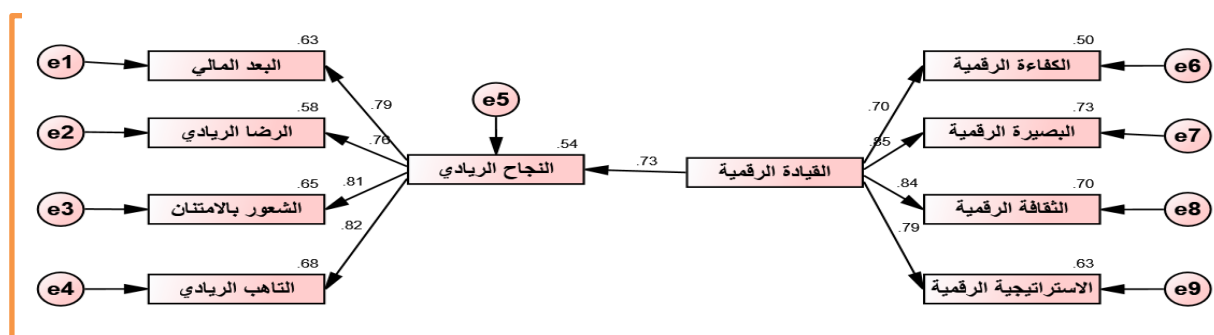 .63
e1
البعد المالي
.79
.58
e2
الرضا الريادي
.76
.65
e3
الشعور بالامتنان
.81
.68
e4
التاهب الريادي
.82
e5
.54
النجاح الريادي
.73
القيادة الرقمية
.50
الكفاءة الرقمية
e6
.70
.73
البصيرة الرقمية
e7
.85
.70
الثقافة الرقمية
e8
.84
.63
الاستراتيجية الرقمية
e9
.79